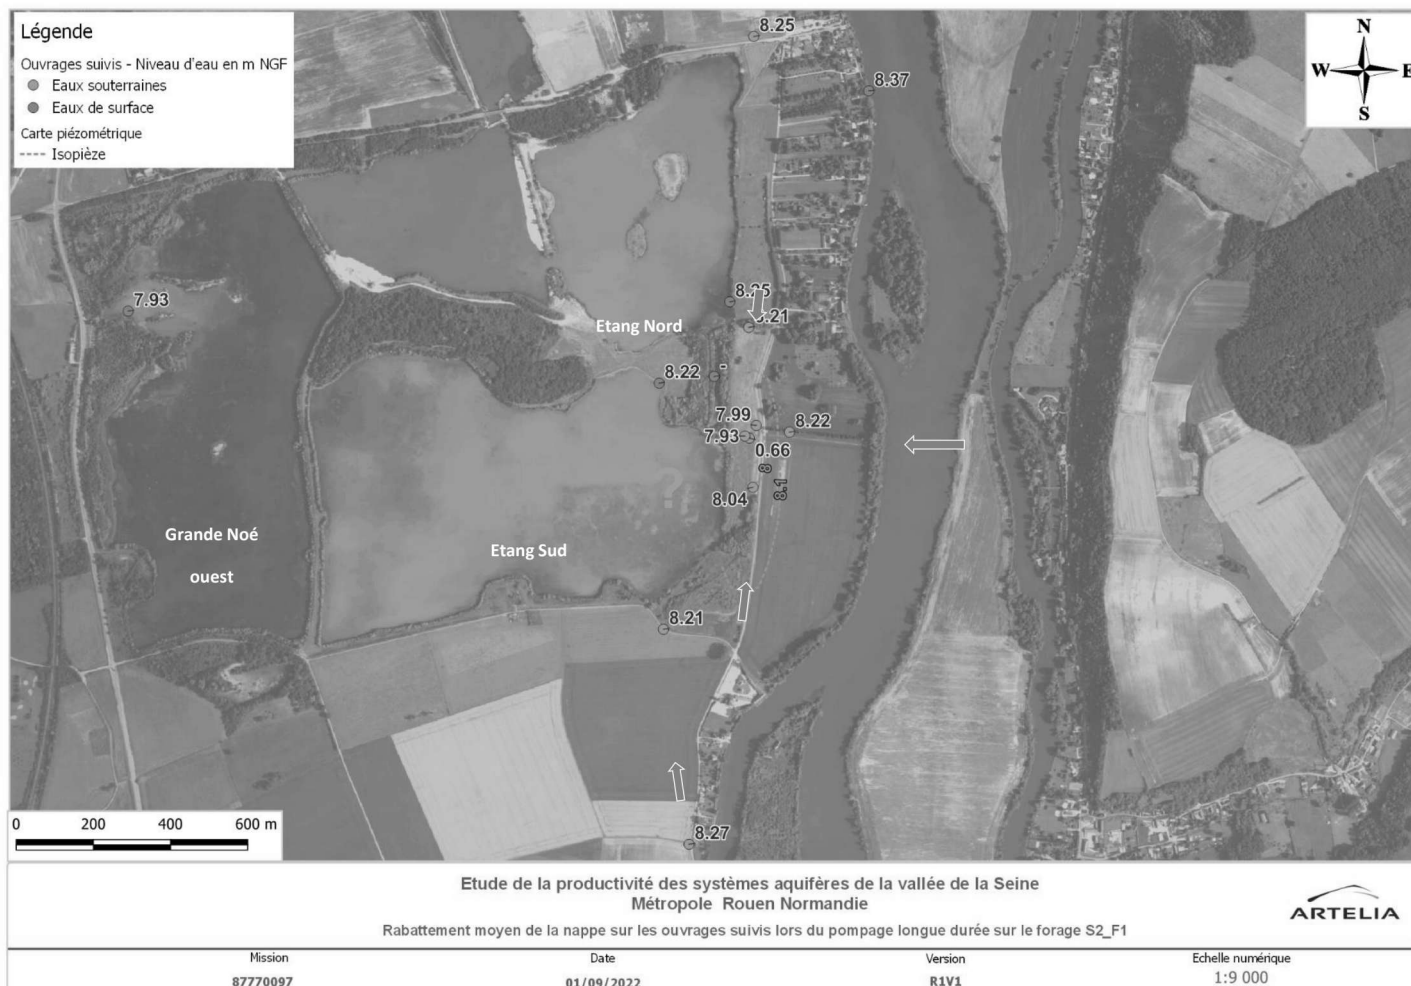 Légende
Ouvrages suivis - Niveau d'eau en m NGF
Eaux souterraines
Eaux de surface
Carte piézométrique
Isopièze
N
W E
S
8.25
8.37
7.93
8.25
8.21
Etang Nord
8.22
-
7.99
8.22
7.93
0.66
8
8.1
8.04
?
Grande Noé
ouest
Etang Sud
8.21
8.27
0 200 400 600 m
Etude de la productivité des systèmes aquifères de la vallée de la Seine
Métropole Rouen Normandie
Rabattement moyen de la nappe sur les ouvrages suivis lors du pompage longue durée sur le forage S2_F1
ARTELIA
Mission Date Version Echelle numérique
87770097 01/09/2022 R1V1 1:9 000